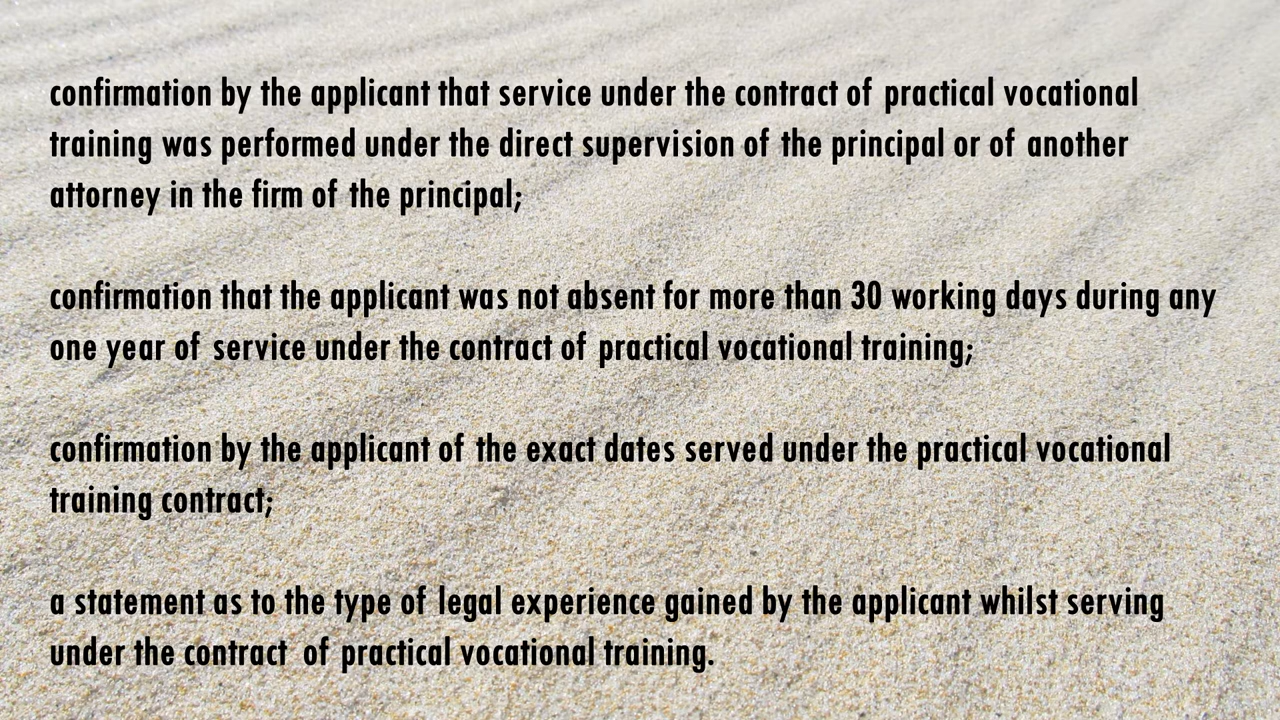 confirmation by the applicant that service under the contract of practical vocational
training was performed under the direct supervision of the principal or of another
attorney in the firm of the principal;
confirmation that the applicant was not absent for more than 30 working days during any
one year of service under the contract of practical vocational training;
confirmation by the applicant of the exact dates served under the practical vocational
training contract;
a statement as to the type of legal experience gained by the applicant whilst serving
under the contract of practical vocational training.